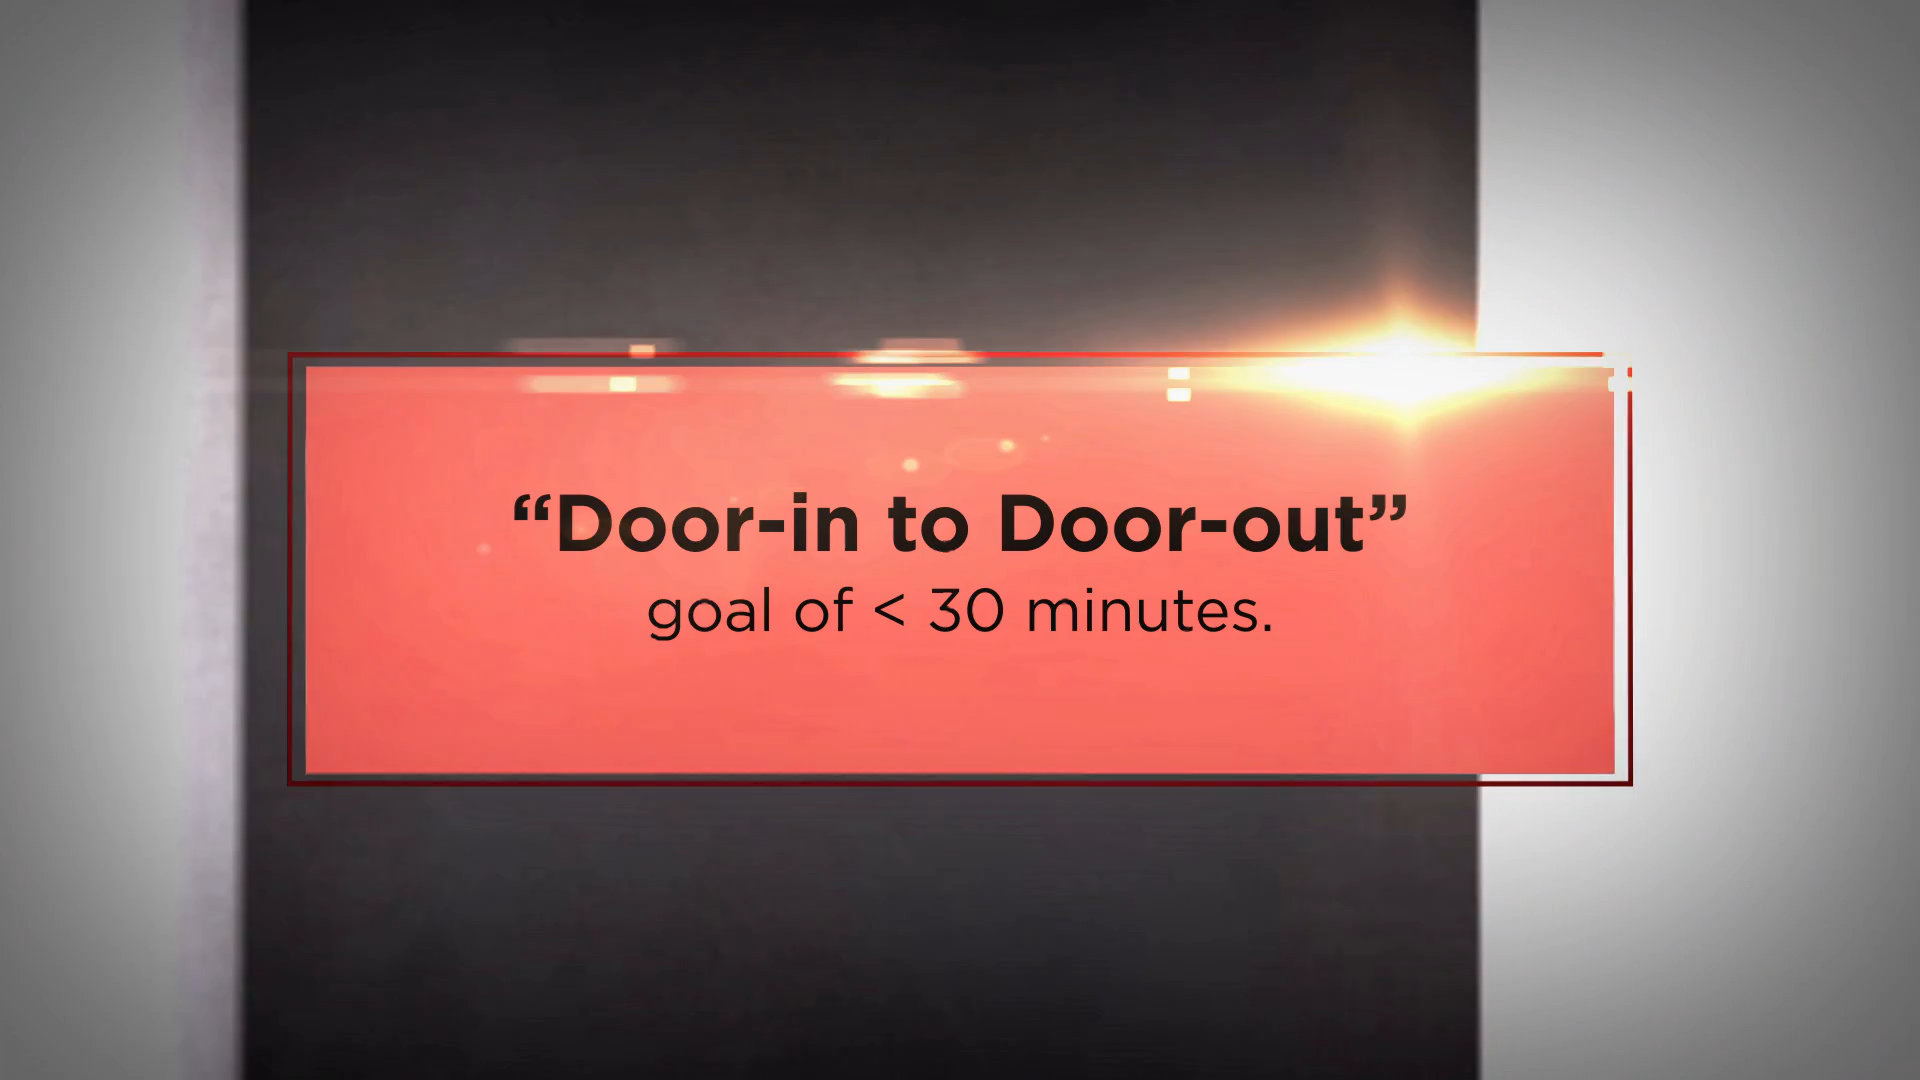 “Door-in to Door-out”
goal of < 30 minutes.